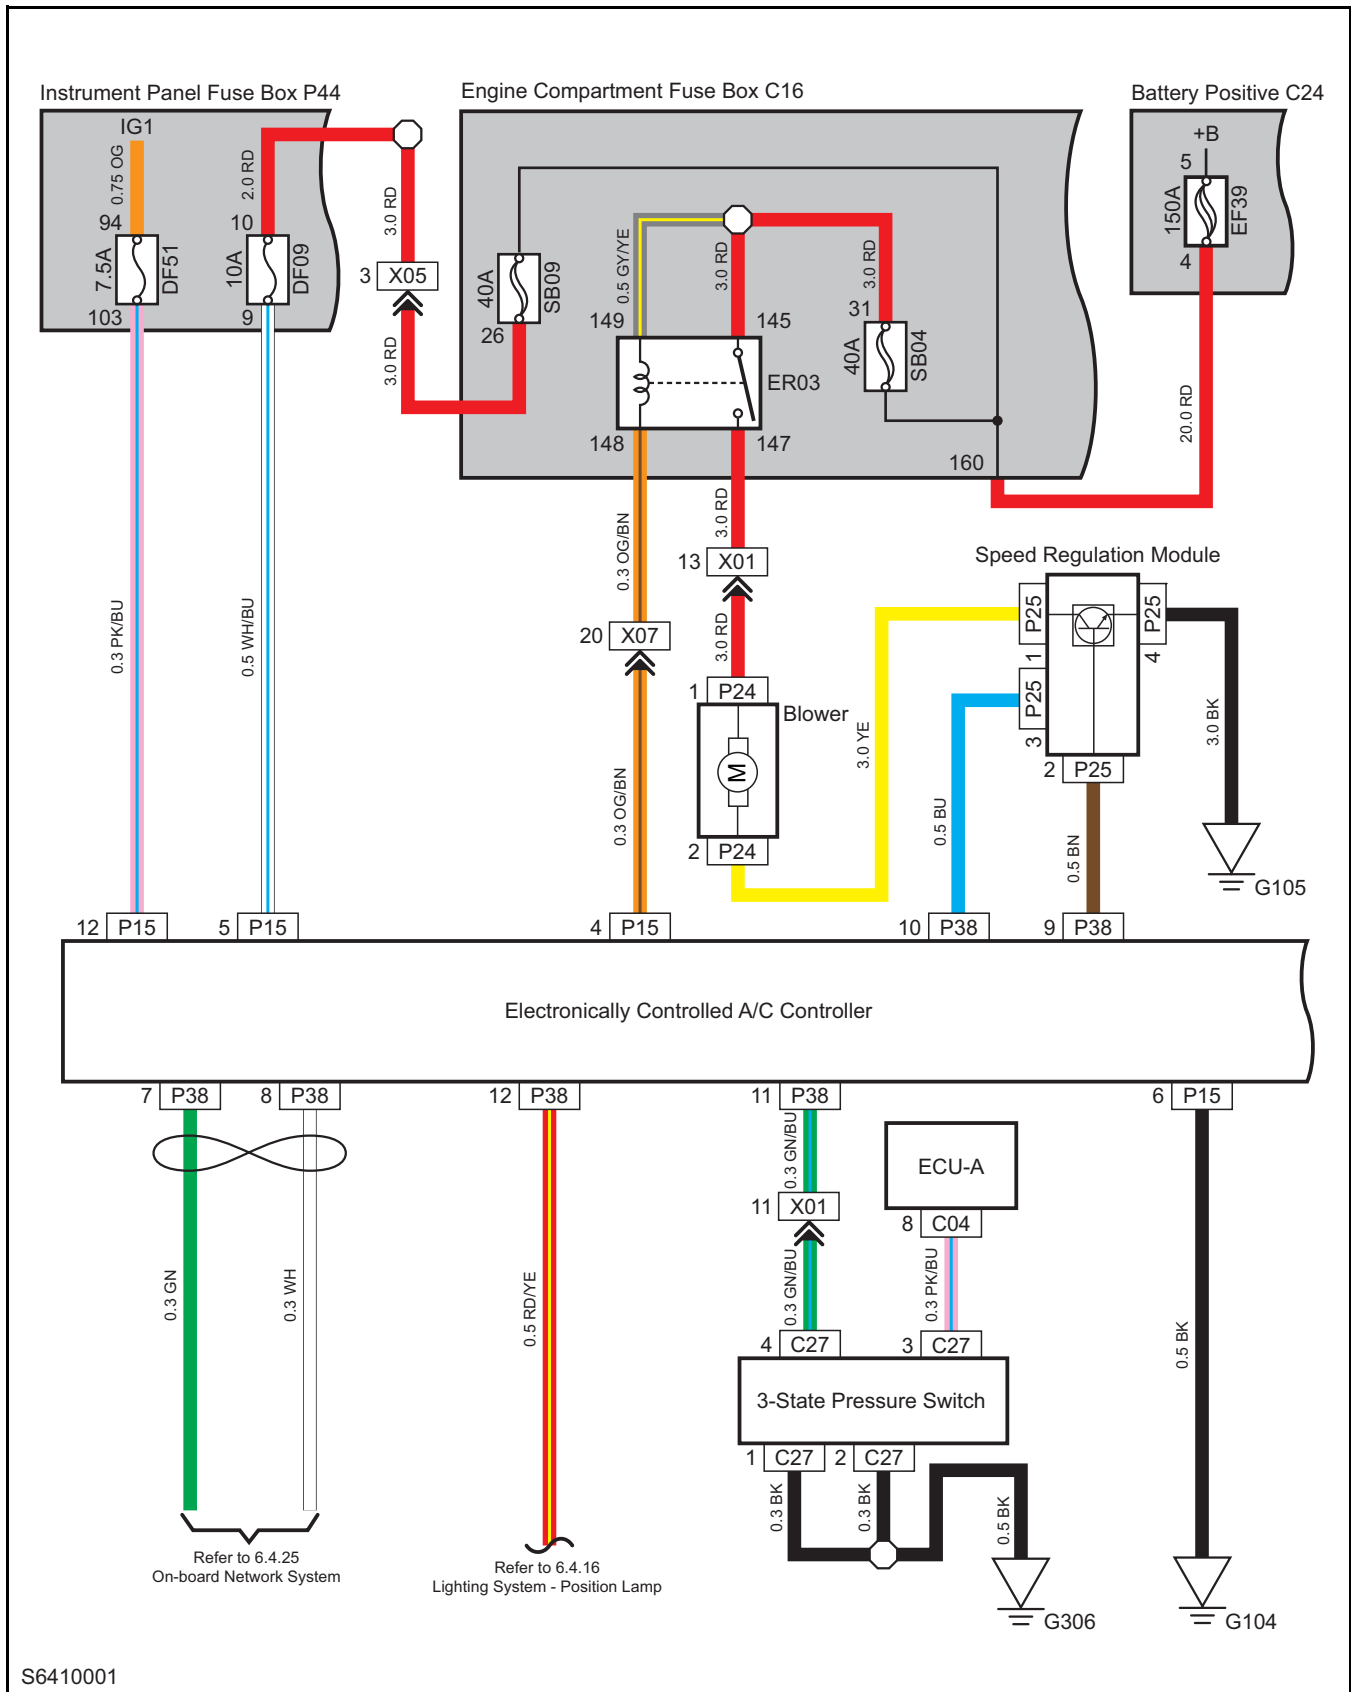 Instrument Panel Fuse Box P44
Engine Compartment Fuse Box C16
Battery Positive C24
IG1
0.75 OG
94
7.5A
DF51
103
2.0 RD
10
10A
DF09
9
3.0 RD
3 X05
3.0 RD
40A
SB09
26
0.5 GY/YE
3.0 RD
3.0 RD
149
145
ER03
148
147
31
40A
SB04
160
+B
5
150A
EF39
4
20.0 RD
0.3 PK/BU
0.5 WH/BU
0.3 OG/BN
20 X07
0.3 OG/BN
3.0 RD
13 X01
3.0 RD
1 P24
Blower
M
2 P24
3.0 YE
Speed Regulation Module
P25
1
P25
3
P25
4
2 P25
0.5 BU
0.5 BN
3.0 BK
G105
12 P15
5 P15
4 P15
10 P38
9 P38
Electronically Controlled A/C Controller
7 P38
8 P38
12 P38
11 P38
6 P15
0.3 GN
0.3 WH
Refer to 6.4.25
On-board Network System
0.5 RD/YE
Refer to 6.4.16
Lighting System - Position Lamp
0.3 GN/BU
11 X01
0.3 GN/BU
ECU-A
8 C04
0.3 PK/BU
4 C27
3 C27
3-State Pressure Switch
1 C27
2 C27
0.3 BK
0.3 BK
0.5 BK
G306
0.5 BK
G104
S6410001